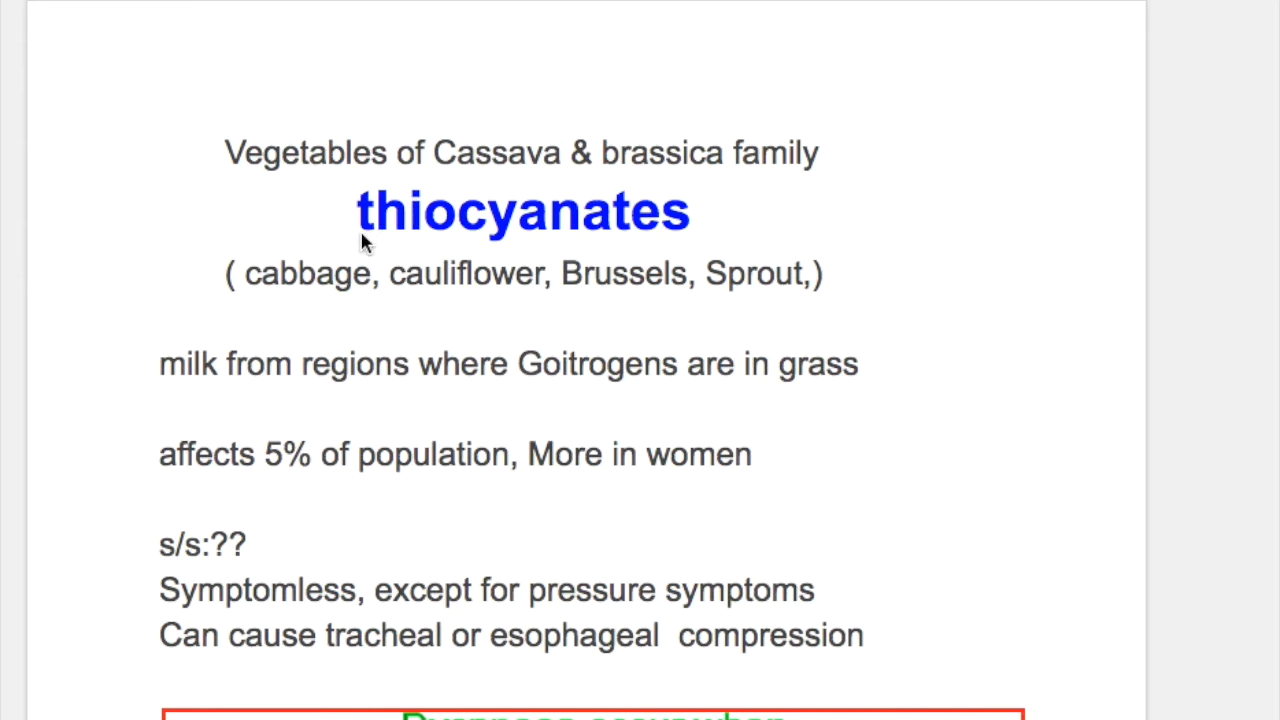 Vegetables of Cassava & brassica family
thiocyanates
( cabbage, cauliflower, Brussels, Sprout,)
milk from regions where Goitrogens are in grass
affects 5% of population, More in women
s/s:??
Symptomless, except for pressure symptoms
Can cause tracheal or esophageal compression